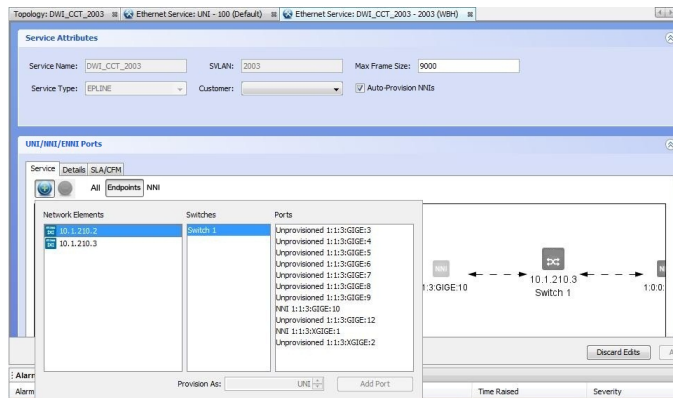 Topology: DWI_CCT_2003 Ethernet Service: UNI - 100 (Default) Ethernet Service: DWI_CCT_2003 - 2003 (WBH)
Service Attributes
Service Name: DWI_CCT_2003 SVLAN: 2003 Max Frame Size: 9000
Service Type: EPLINE Customer: Auto-Provision NNIs
UNI/NNI/ENNI Ports
Service Details SLA/CFM
All Endpoints NNI
Network Elements Switches Ports
10.1.210.2 Switch 1 Unprovisioned 1:1:3:GIGE:3
10.1.210.3 Unprovisioned 1:1:3:GIGE:4
Unprovisioned 1:1:3:GIGE:5
Unprovisioned 1:1:3:GIGE:6
Unprovisioned 1:1:3:GIGE:7
Unprovisioned 1:1:3:GIGE:8
Unprovisioned 1:1:3:GIGE:9
NNI 1:1:3:GIGE:10
Unprovisioned 1:1:3:GIGE:12
NNI 1:1:3:XGIGE:1
Unprovisioned 1:1:3:XGIGE:2
NNI
1:3:GIGE:10 10.1.210.3 1:0:0:
Switch 1
Discard Edits
Provision As: UNI Add Port
Alarm
Alarm Time Raised Severity